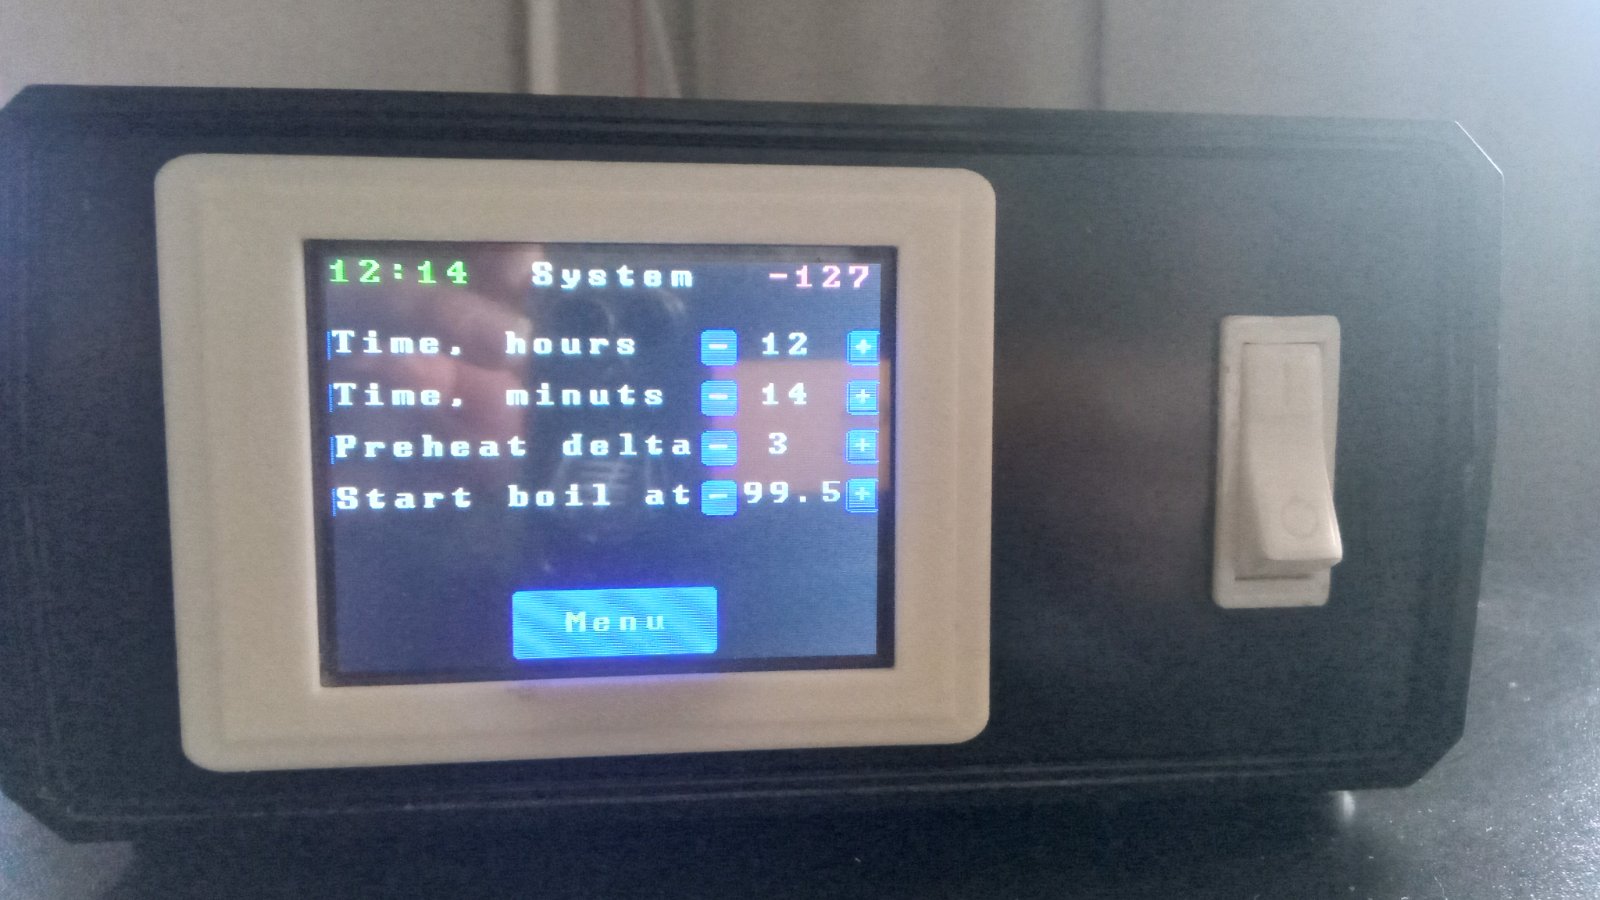 12:14 System -127
Time, hours - 12 +
Time, minuts - 14 +
Preheat delta - 3 +
Start boil at - 99.5 +
Menu